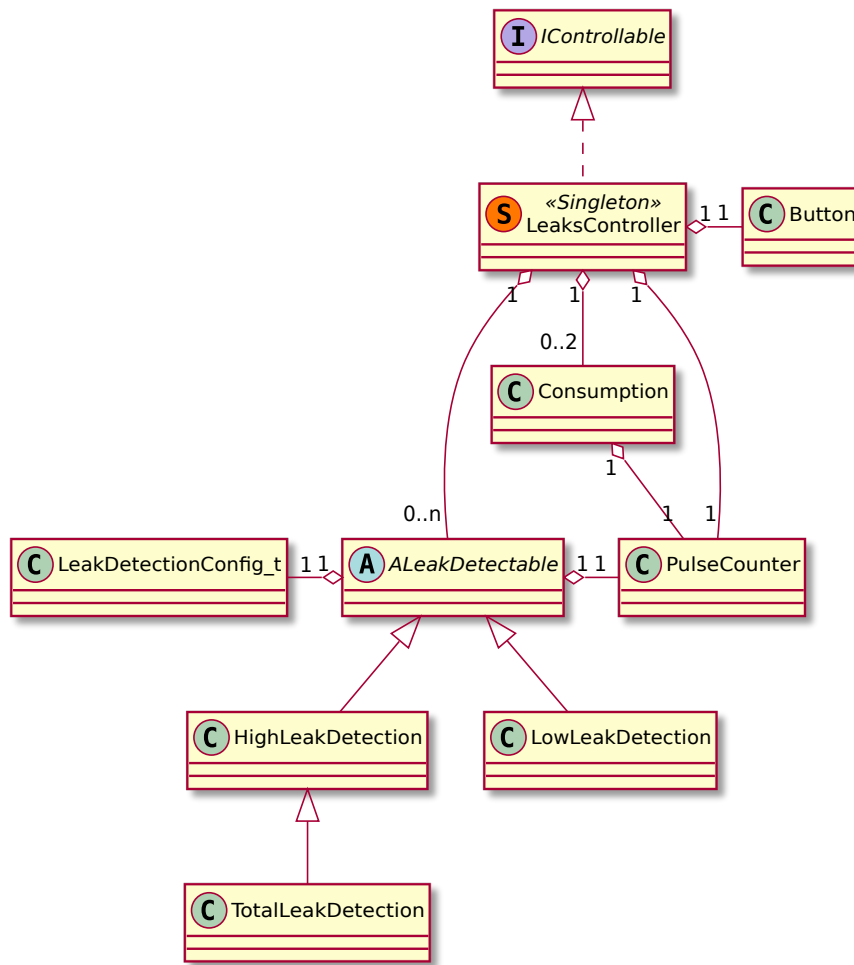 I IControllable
S «Singleton»
LeaksController
1 1
C Button
1 1 1
0..2
C Consumption
1
0..n 1 1
C LeakDetectionConfig_t
1 1
A ALeakDetectable
1 1
C PulseCounter
C HighLeakDetection
C LowLeakDetection
C TotalLeakDetection